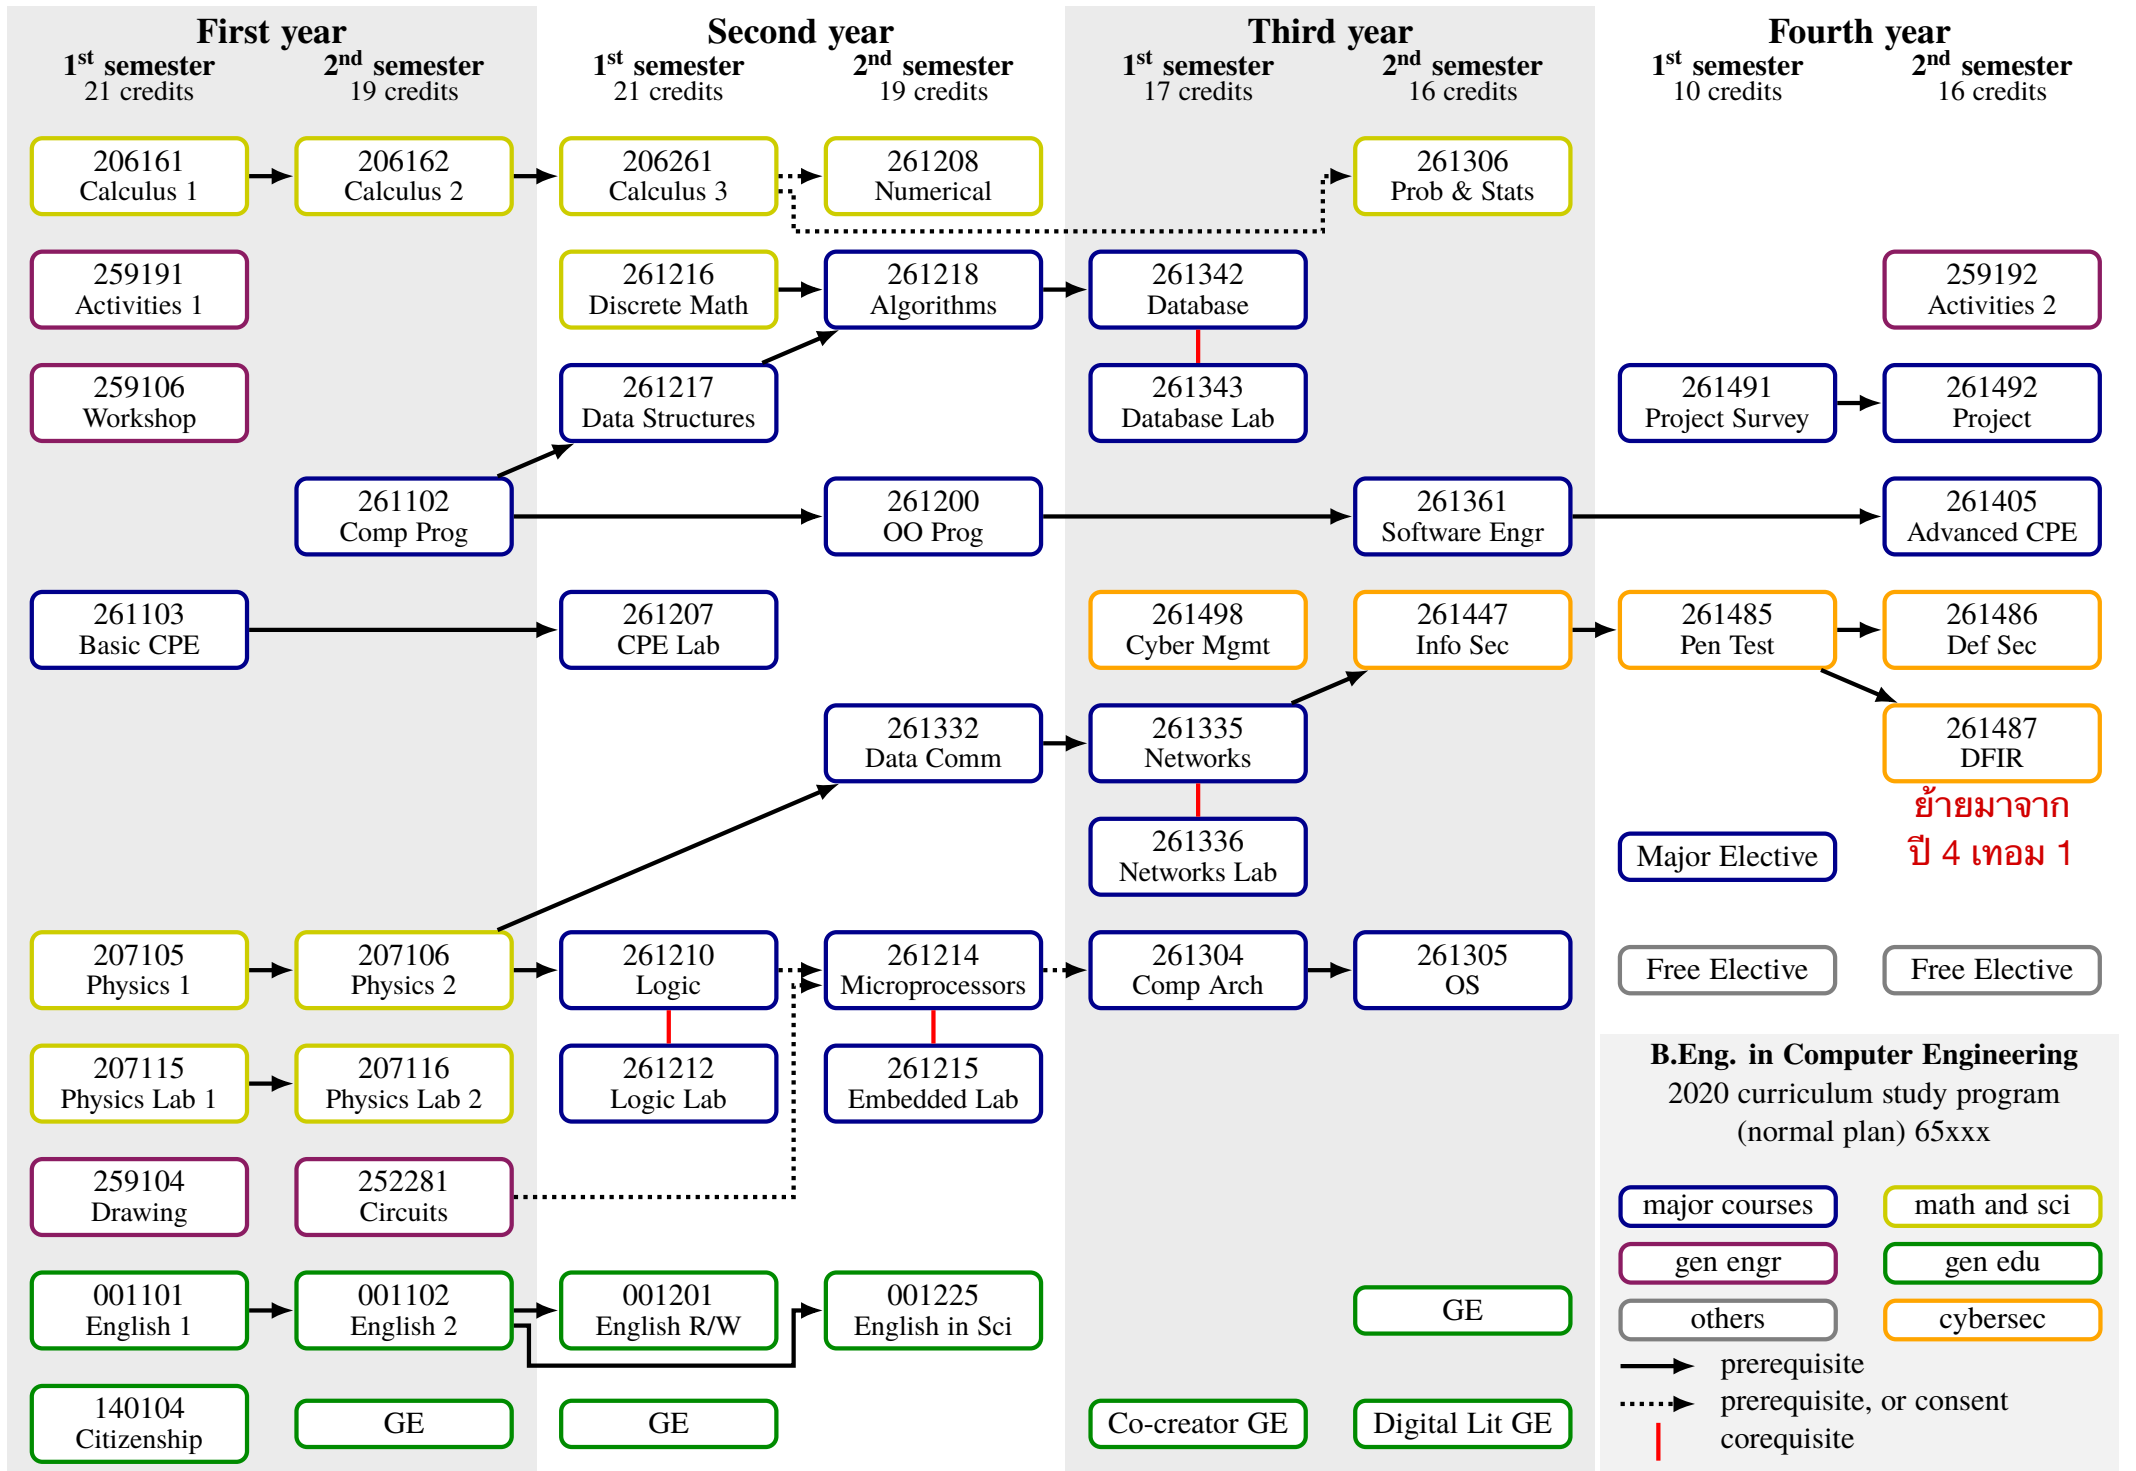 First year
1st semester
21 credits
2nd semester
19 credits
Second year
1st semester
21 credits
2nd semester
19 credits
Third year
1st semester
17 credits
2nd semester
16 credits
Fourth year
1st semester
10 credits
2nd semester
16 credits
206161
Calculus 1
206162
Calculus 2
206261
Calculus 3
261208
Numerical
261306
Prob & Stats
259191
Activities 1
261216
Discrete Math
261218
Algorithms
261342
Database
259192
Activities 2
259106
Workshop
261217
Data Structures
261343
Database Lab
261491
Project Survey
261492
Project
261102
Comp Prog
261200
OO Prog
261361
Software Engr
261405
Advanced CPE
261103
Basic CPE
261207
CPE Lab
261498
Cyber Mgmt
261447
Info Sec
261485
Pen Test
261486
Def Sec
261332
Data Comm
261335
Networks
261487
DFIR
ย้ายมาจาก
ปี 4 เทอม 1
261336
Networks Lab
Major Elective
207105
Physics 1
207106
Physics 2
261210
Logic
261214
Microprocessors
261304
Comp Arch
261305
OS
Free Elective
Free Elective
207115
Physics Lab 1
207116
Physics Lab 2
261212
Logic Lab
261215
Embedded Lab
259104
Drawing
252281
Circuits
001101
English 1
001102
English 2
001201
English R/W
001225
English in Sci
GE
140104
Citizenship
GE
GE
Co-creator GE
Digital Lit GE
B.Eng. in Computer Engineering
2020 curriculum study program
(normal plan) 65xxx
major courses
math and sci
gen engr
gen edu
others
cybersec
prerequisite
prerequisite, or consent
corequisite